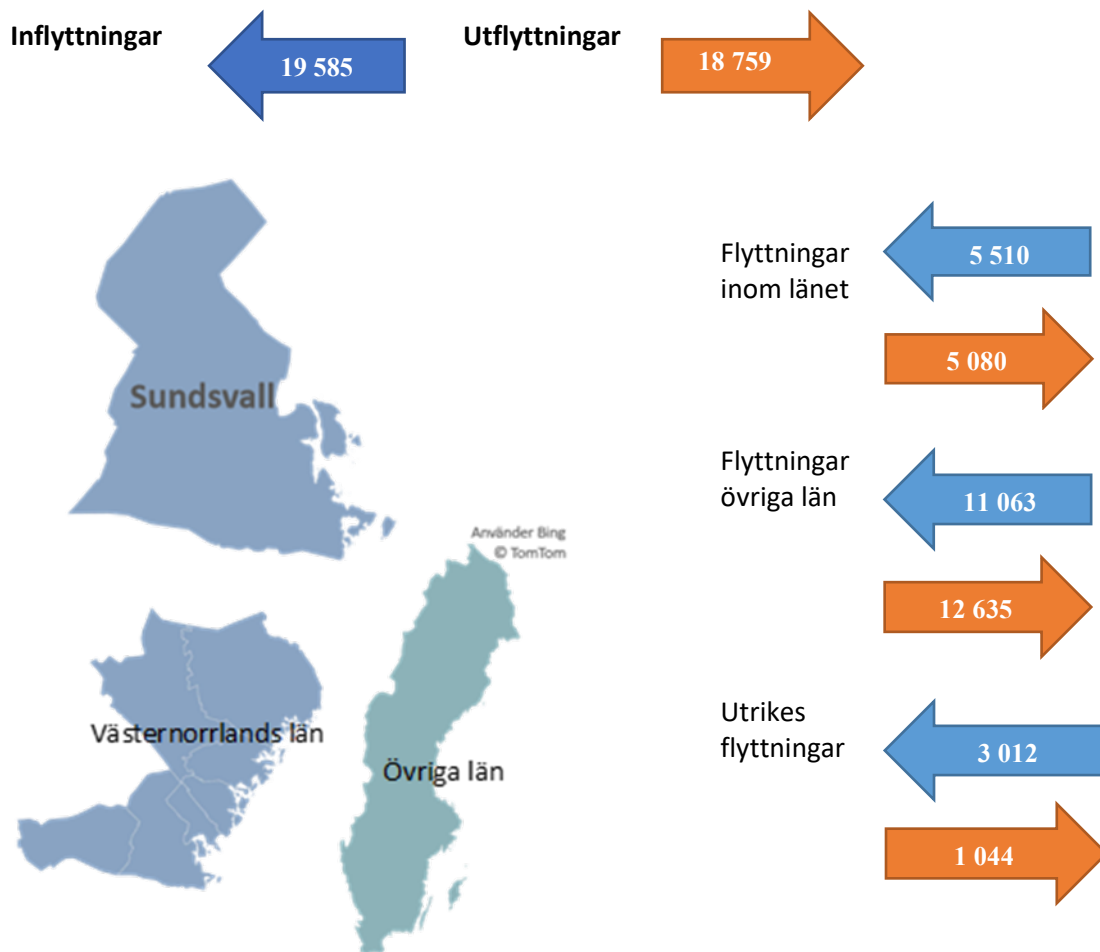 Inflyttningar
19 585
Utflyttningar
18 759
Sundsvall
Flyttningar
inom länet
5 510
5 080
Flyttningar
övriga län
11 063
12 635
Använder Bing
© TomTom
Västernorrlands län
Övriga län
Utrikes
flyttningar
3 012
1 044